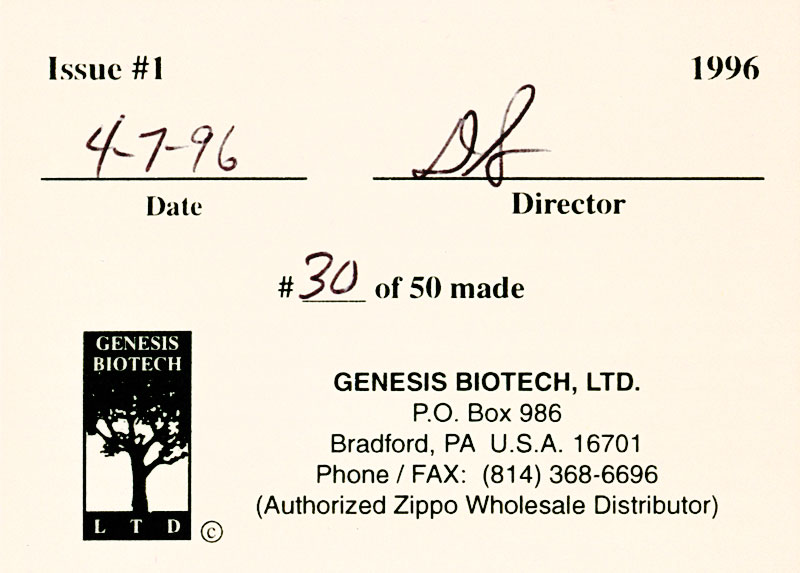 Issue #1 1996
4-7-96
Date Director
#30 of 50 made
GENESIS
BIOTECH
LTD ©
GENESIS BIOTECH, LTD.
P.O. Box 986
Bradford, PA U.S.A. 16701
Phone / FAX: (814) 368-6696
(Authorized Zippo Wholesale Distributor)